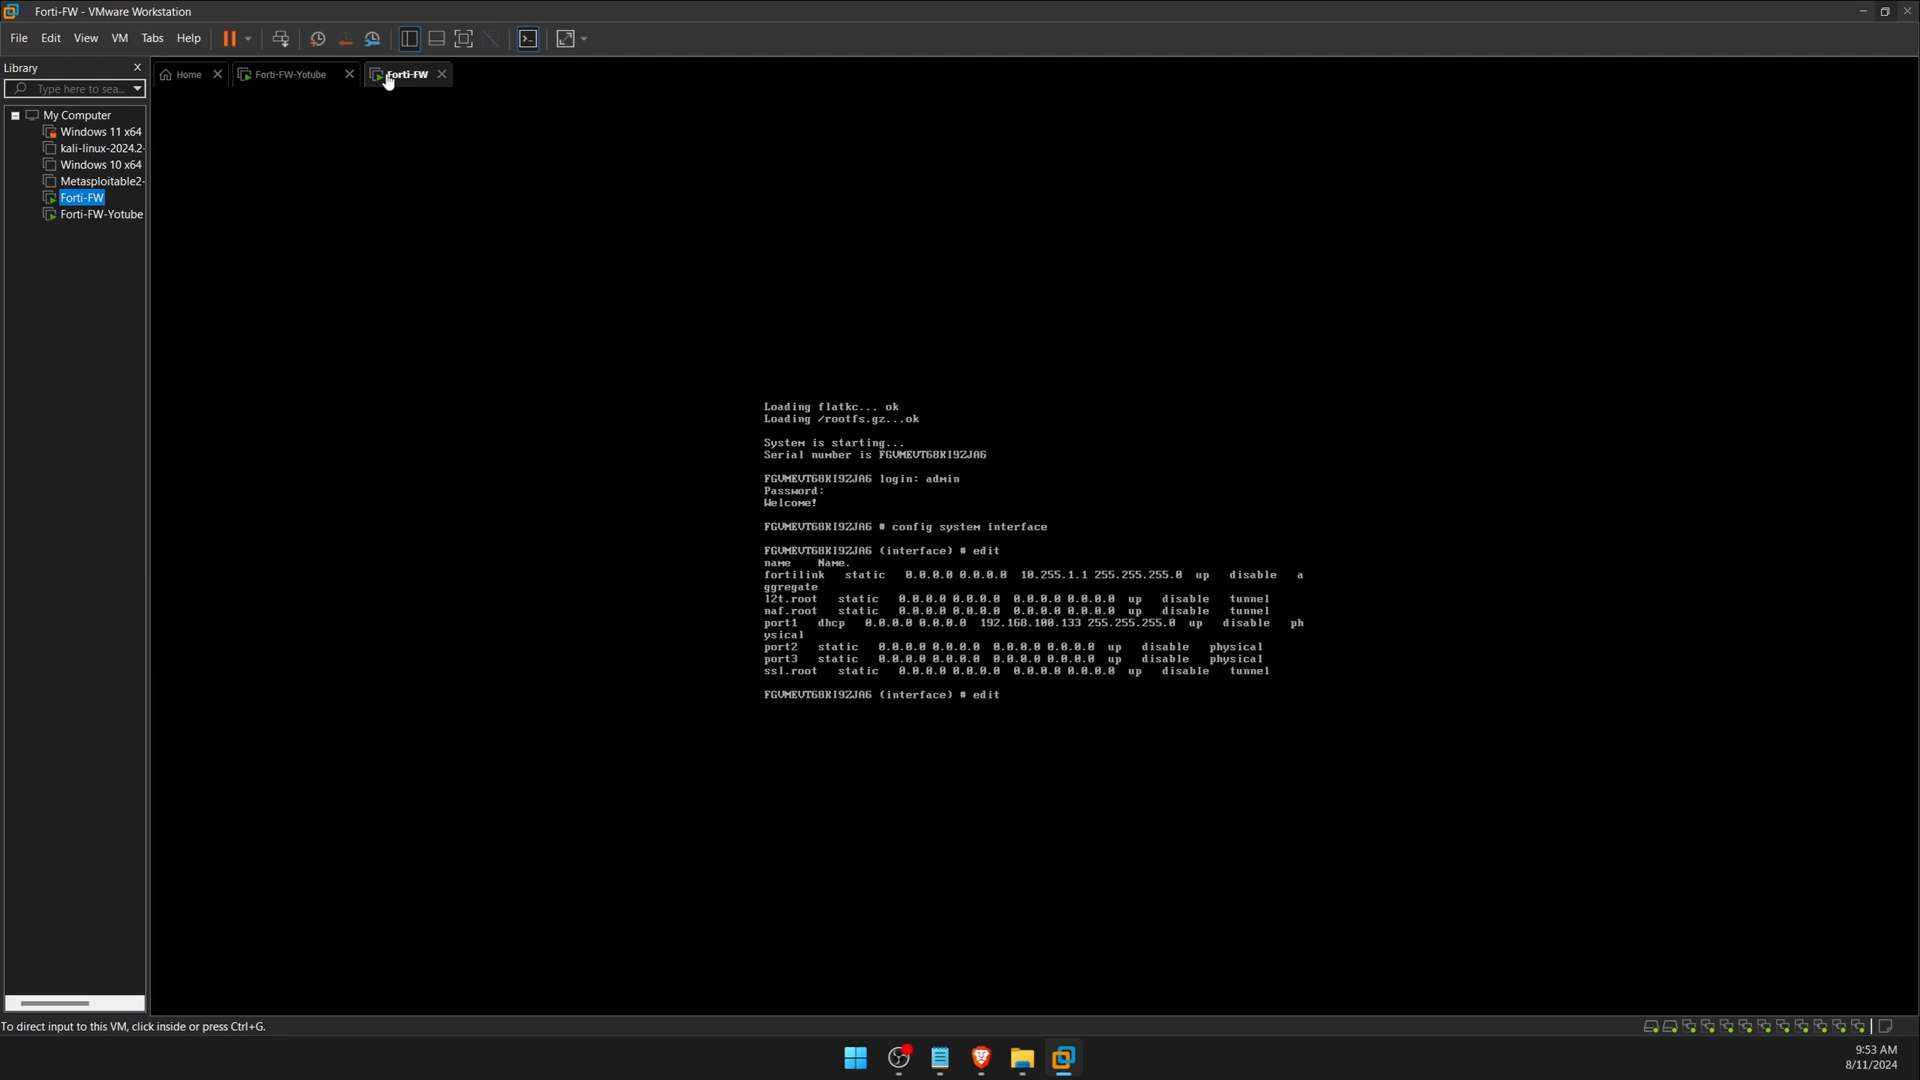 Forti-FW - VMware Workstation
File Edit View VM Tabs Help
Library
Type here to sea...
Home
Forti-FW-Yotube
Forti-FW
My Computer
Windows 11 x64
kali-linux-2024.2-
Windows 10 x64
Metasploitable2-
Forti-FW
Forti-FW-Yotube
Loading flatkc... ok
Loading /rootfs.gz...ok
System is starting...
Serial number is FGVMEVT68KI9ZJA6
FGVMEVT68KI9ZJA6 login: admin
Password:
Welcome!
FGVMEVT68KI9ZJA6 # config system interface
FGVMEVT68KI9ZJA6 (interface) # edit
name Name.
fortilink static 0.0.0.0 0.0.0.0 10.255.1.1 255.255.255.0 up disable a
ggregate
l2t.root static 0.0.0.0 0.0.0.0 0.0.0.0 0.0.0.0 up disable tunnel
naf.root static 0.0.0.0 0.0.0.0 0.0.0.0 0.0.0.0 up disable tunnel
port1 dhcp 0.0.0.0 0.0.0.0 192.168.100.133 255.255.255.0 up disable ph
ysical
port2 static 0.0.0.0 0.0.0.0 0.0.0.0 0.0.0.0 up disable physical
port3 static 0.0.0.0 0.0.0.0 0.0.0.0 0.0.0.0 up disable physical
ssl.root static 0.0.0.0 0.0.0.0 0.0.0.0 0.0.0.0 up disable tunnel
FGVMEVT68KI9ZJA6 (interface) # edit
To direct input to this VM, click inside or press Ctrl+G.
9:53 AM
8/11/2024